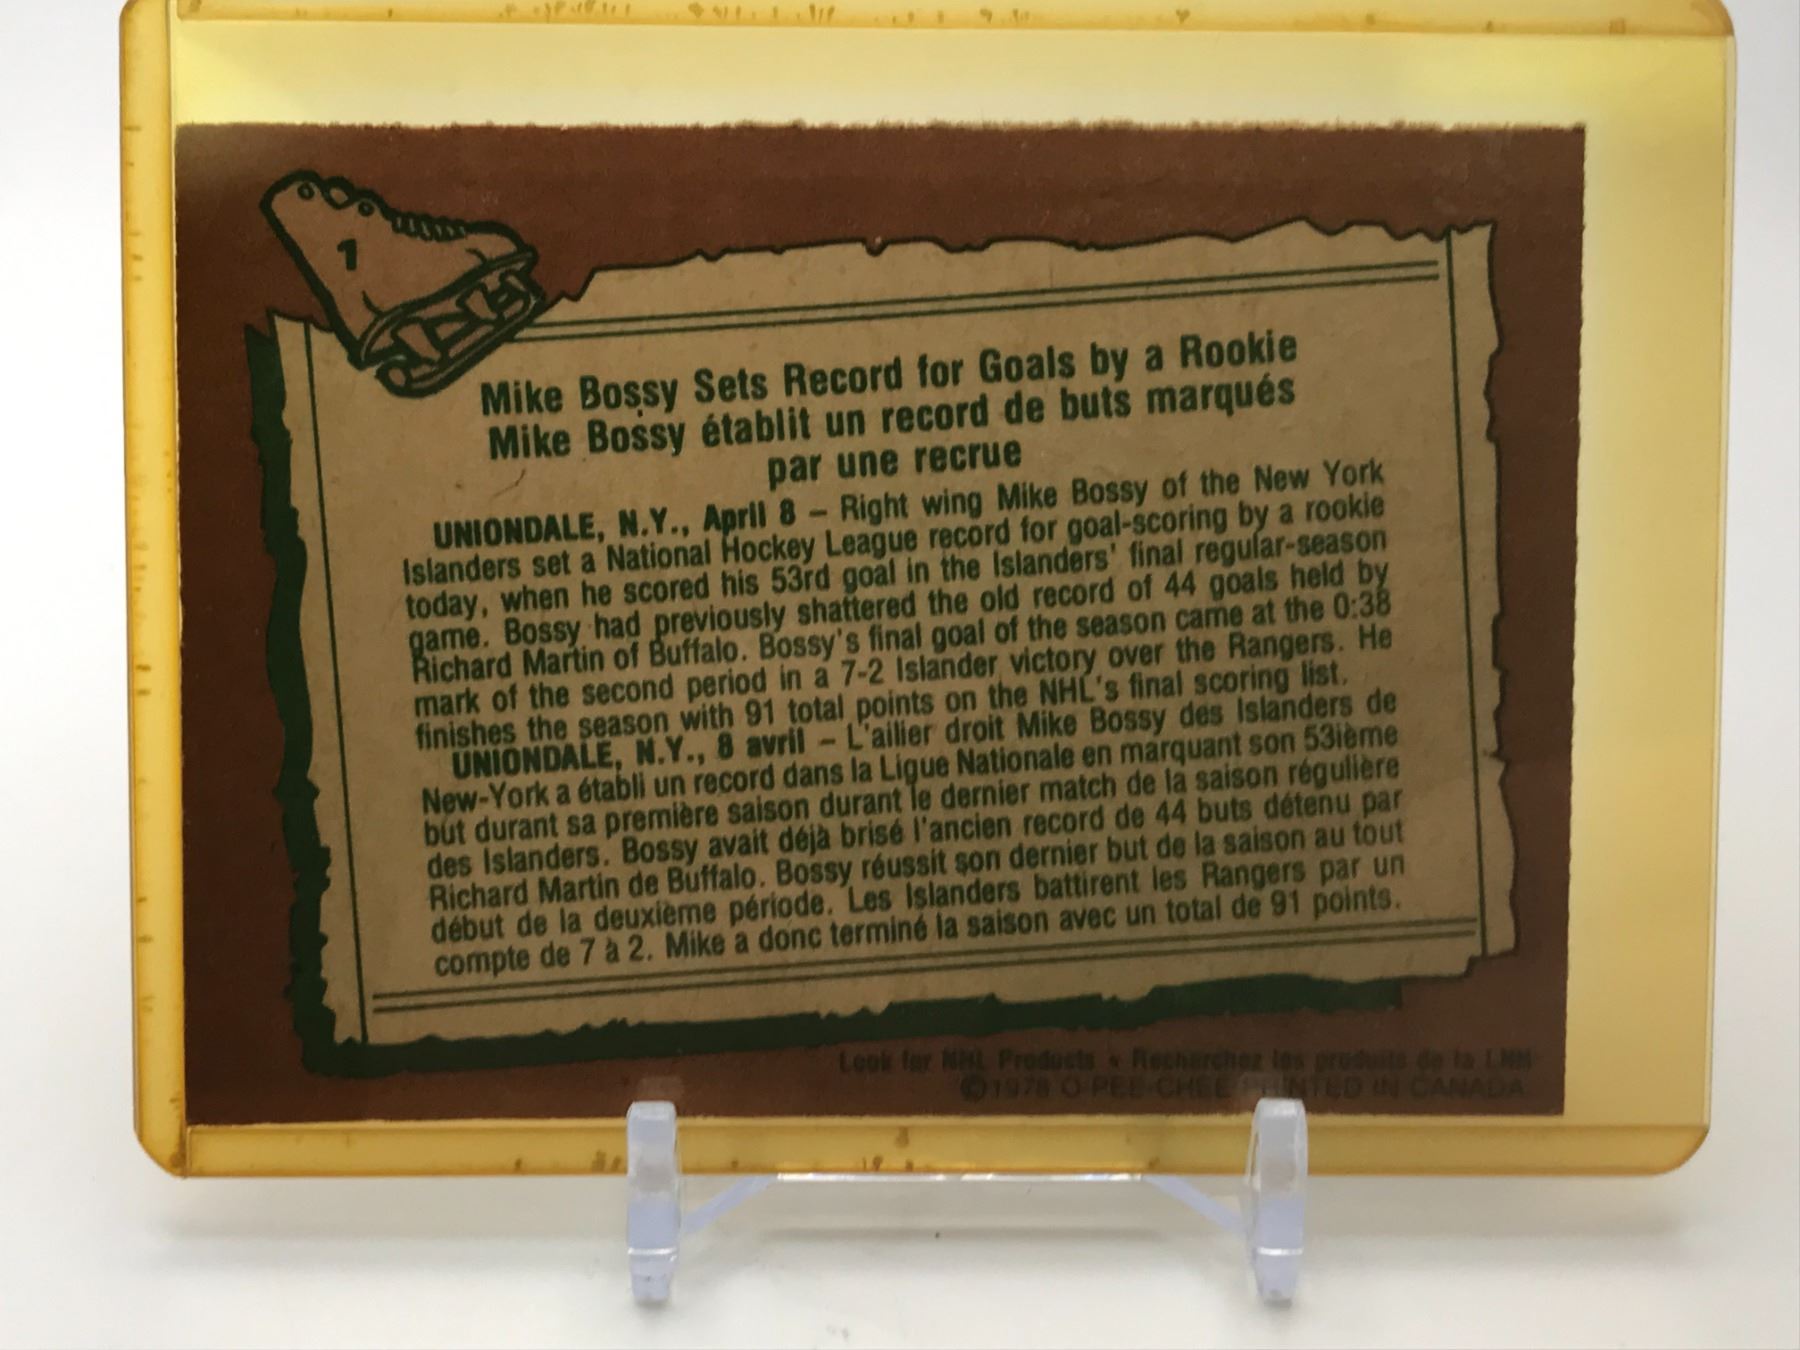 1
Mike Bossy Sets Record for Goals by a Rookie
Mike Bossy établit un record de buts marqués
par une recrue
UNIONDALE, N.Y., April 8 – Right wing Mike Bossy of the New York
Islanders set a National Hockey League record for goal-scoring by a rookie
today, when he scored his 53rd goal in the Islanders' final regular-season
game. Bossy had previously shattered the old record of 44 goals held by
Richard Martin of Buffalo. Bossy's final goal of the season came at the 0:38
mark of the second period in a 7-2 Islander victory over the Rangers. He
finishes the season with 91 total points on the NHL's final scoring list.
UNIONDALE, N.Y., 8 avril – L'ailier droit Mike Bossy des Islanders de
New-York a établi un record dans la Ligue Nationale en marquant son 53ième
but durant sa première saison durant le dernier match de la saison régulière
des Islanders. Bossy avait déjà brisé l'ancien record de 44 buts détenu par
Richard Martin de Buffalo. Bossy réussit son dernier but de la saison au tout
début de la deuxième période. Les Islanders battirent les Rangers par un
compte de 7 à 2. Mike a donc terminé la saison avec un total de 91 points.
Look for NHL Products • Recherchez les produits de la LNH
©1978 O-PEE-CHEE PRINTED IN CANADA